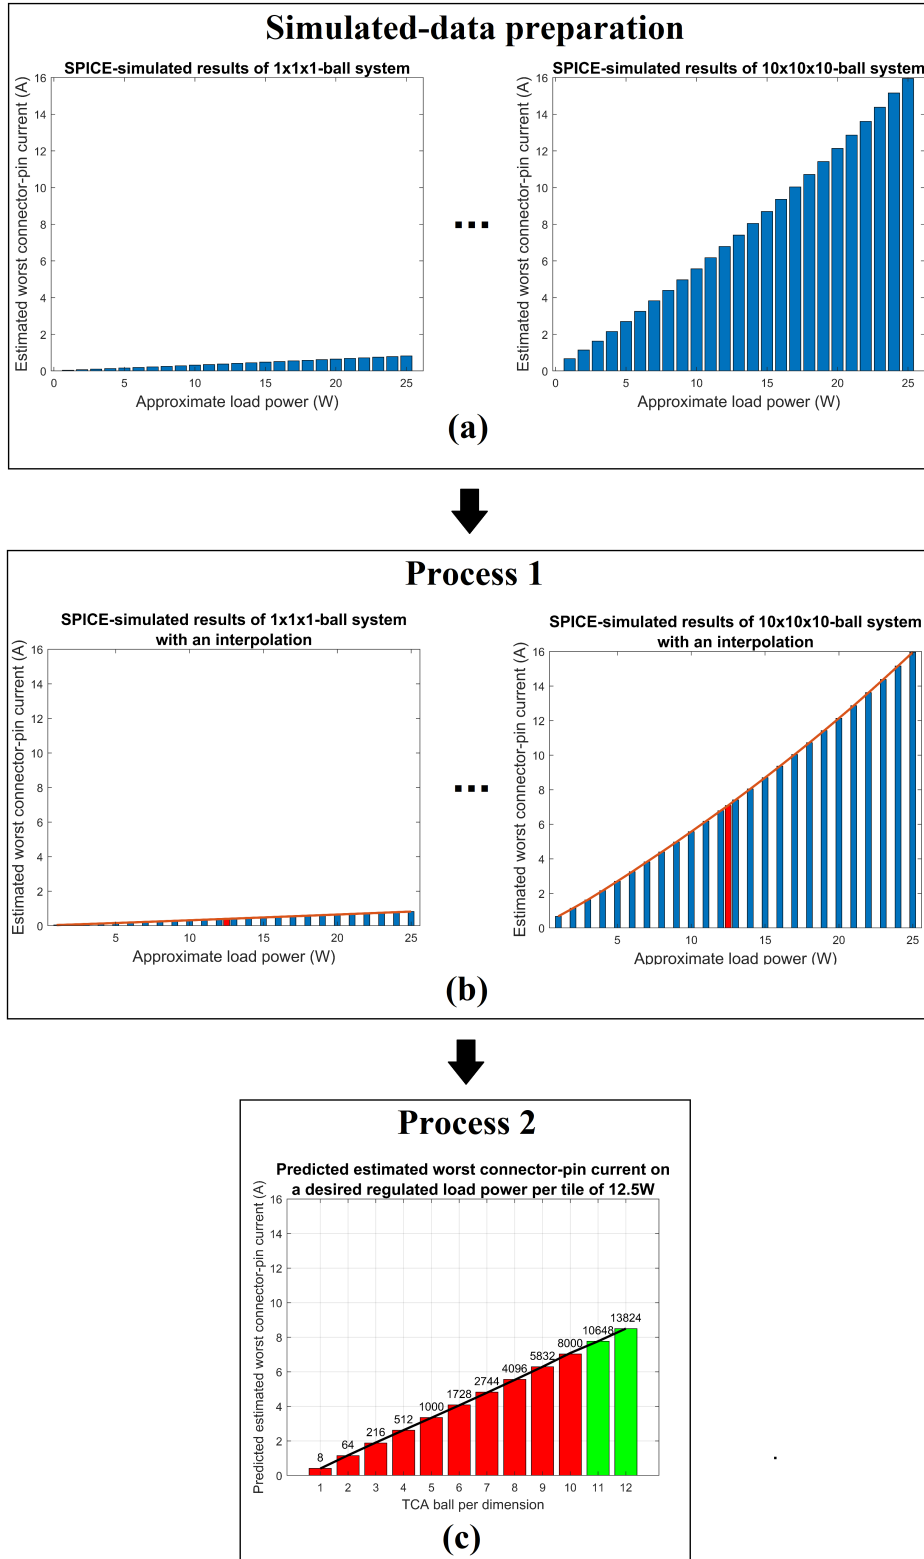 Simulated-data preparation
SPICE-simulated results of 1x1x1-ball system
Estimated worst connector-pin current (A)
16
14
12
10
8
6
4
2
0
0 5 10 15 20 25
Approximate load power (W)
...
SPICE-simulated results of 10x10x10-ball system
Estimated worst connector-pin current (A)
16
14
12
10
8
6
4
2
0
0 5 10 15 20 25
Approximate load power (W)
(a)
Process 1
SPICE-simulated results of 1x1x1-ball system
with an interpolation
Estimated worst connector-pin current (A)
16
14
12
10
8
6
4
2
0
5 10 15 20 25
Approximate load power (W)
...
SPICE-simulated results of 10x10x10-ball system
with an interpolation
Estimated worst connector-pin current (A)
16
14
12
10
8
6
4
2
0
5 10 15 20 25
Approximate load power (W)
(b)
Process 2
Predicted estimated worst connector-pin current on
a desired regulated load power per tile of 12.5W
Predicted estimated worst connector-pin current (A)
16
14
12
10
8
6
4
2
0
8 64 216 512 1000 1728 2744 4096 5832 8000 10648 13824
1 2 3 4 5 6 7 8 9 10 11 12
TCA ball per dimension
(c)
.